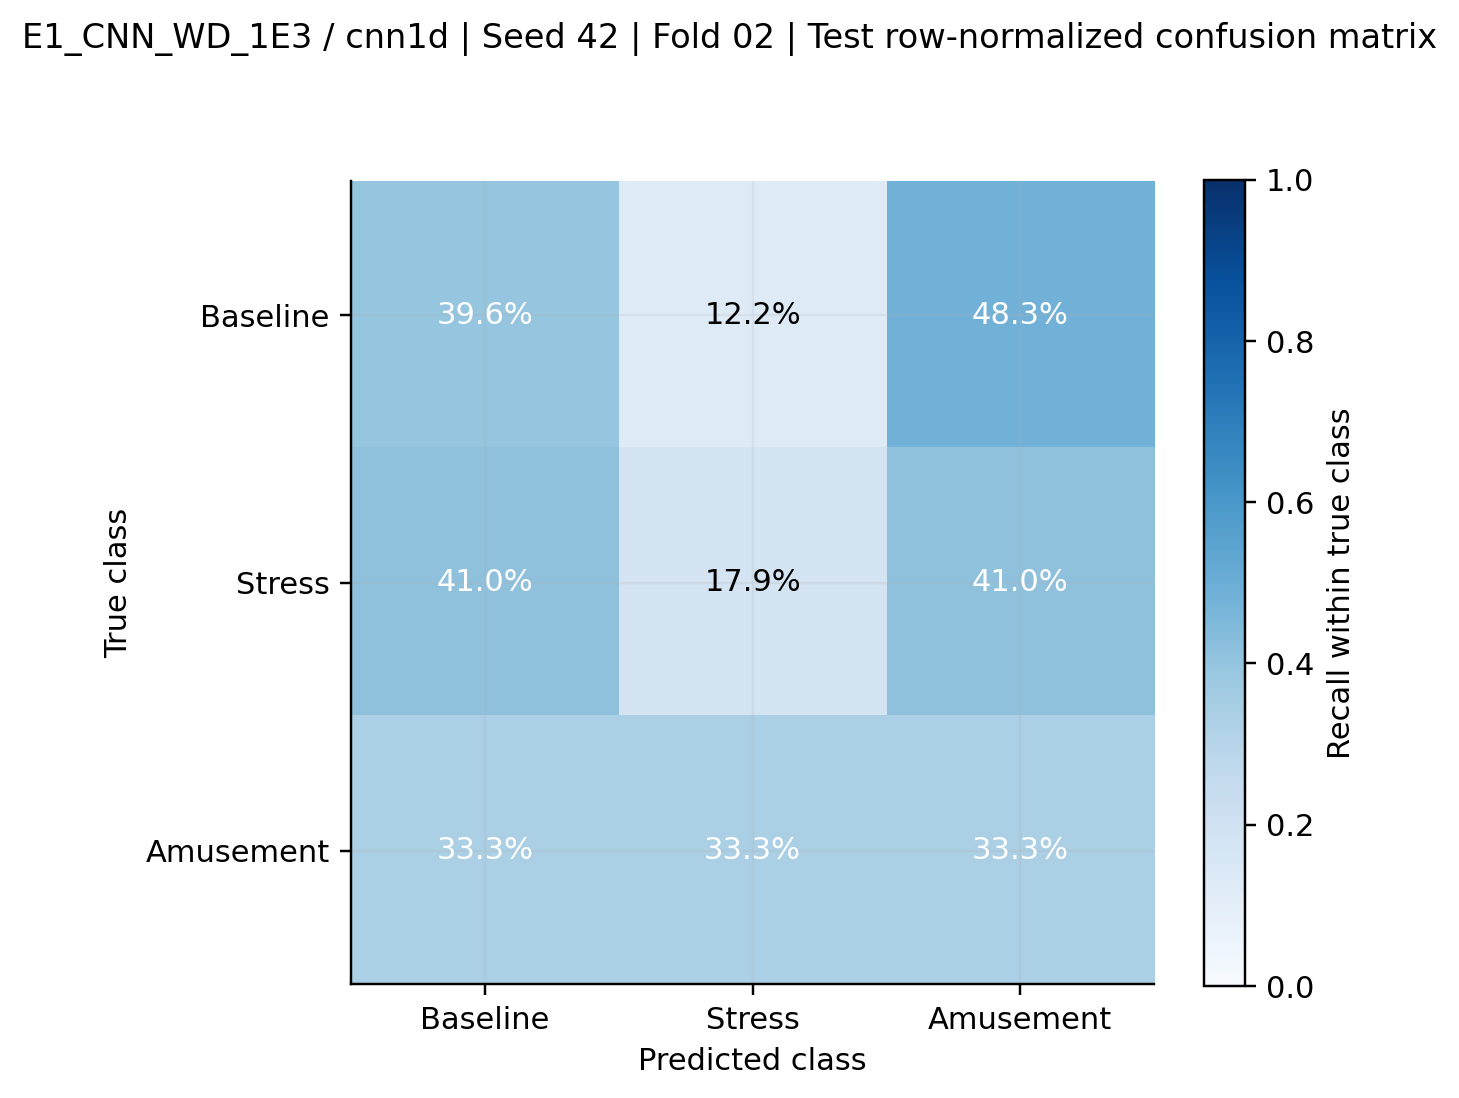 E1_CNN_WD_1E3 / cnn1d | Seed 42 | Fold 02 | Test row-normalized confusion matrix
True class
Baseline 39.6% 12.2% 48.3%
Stress 41.0% 17.9% 41.0%
Amusement 33.3% 33.3% 33.3%
Baseline Stress Amusement
Predicted class
1.0
0.8
0.6
0.4
0.2
0.0
Recall within true class